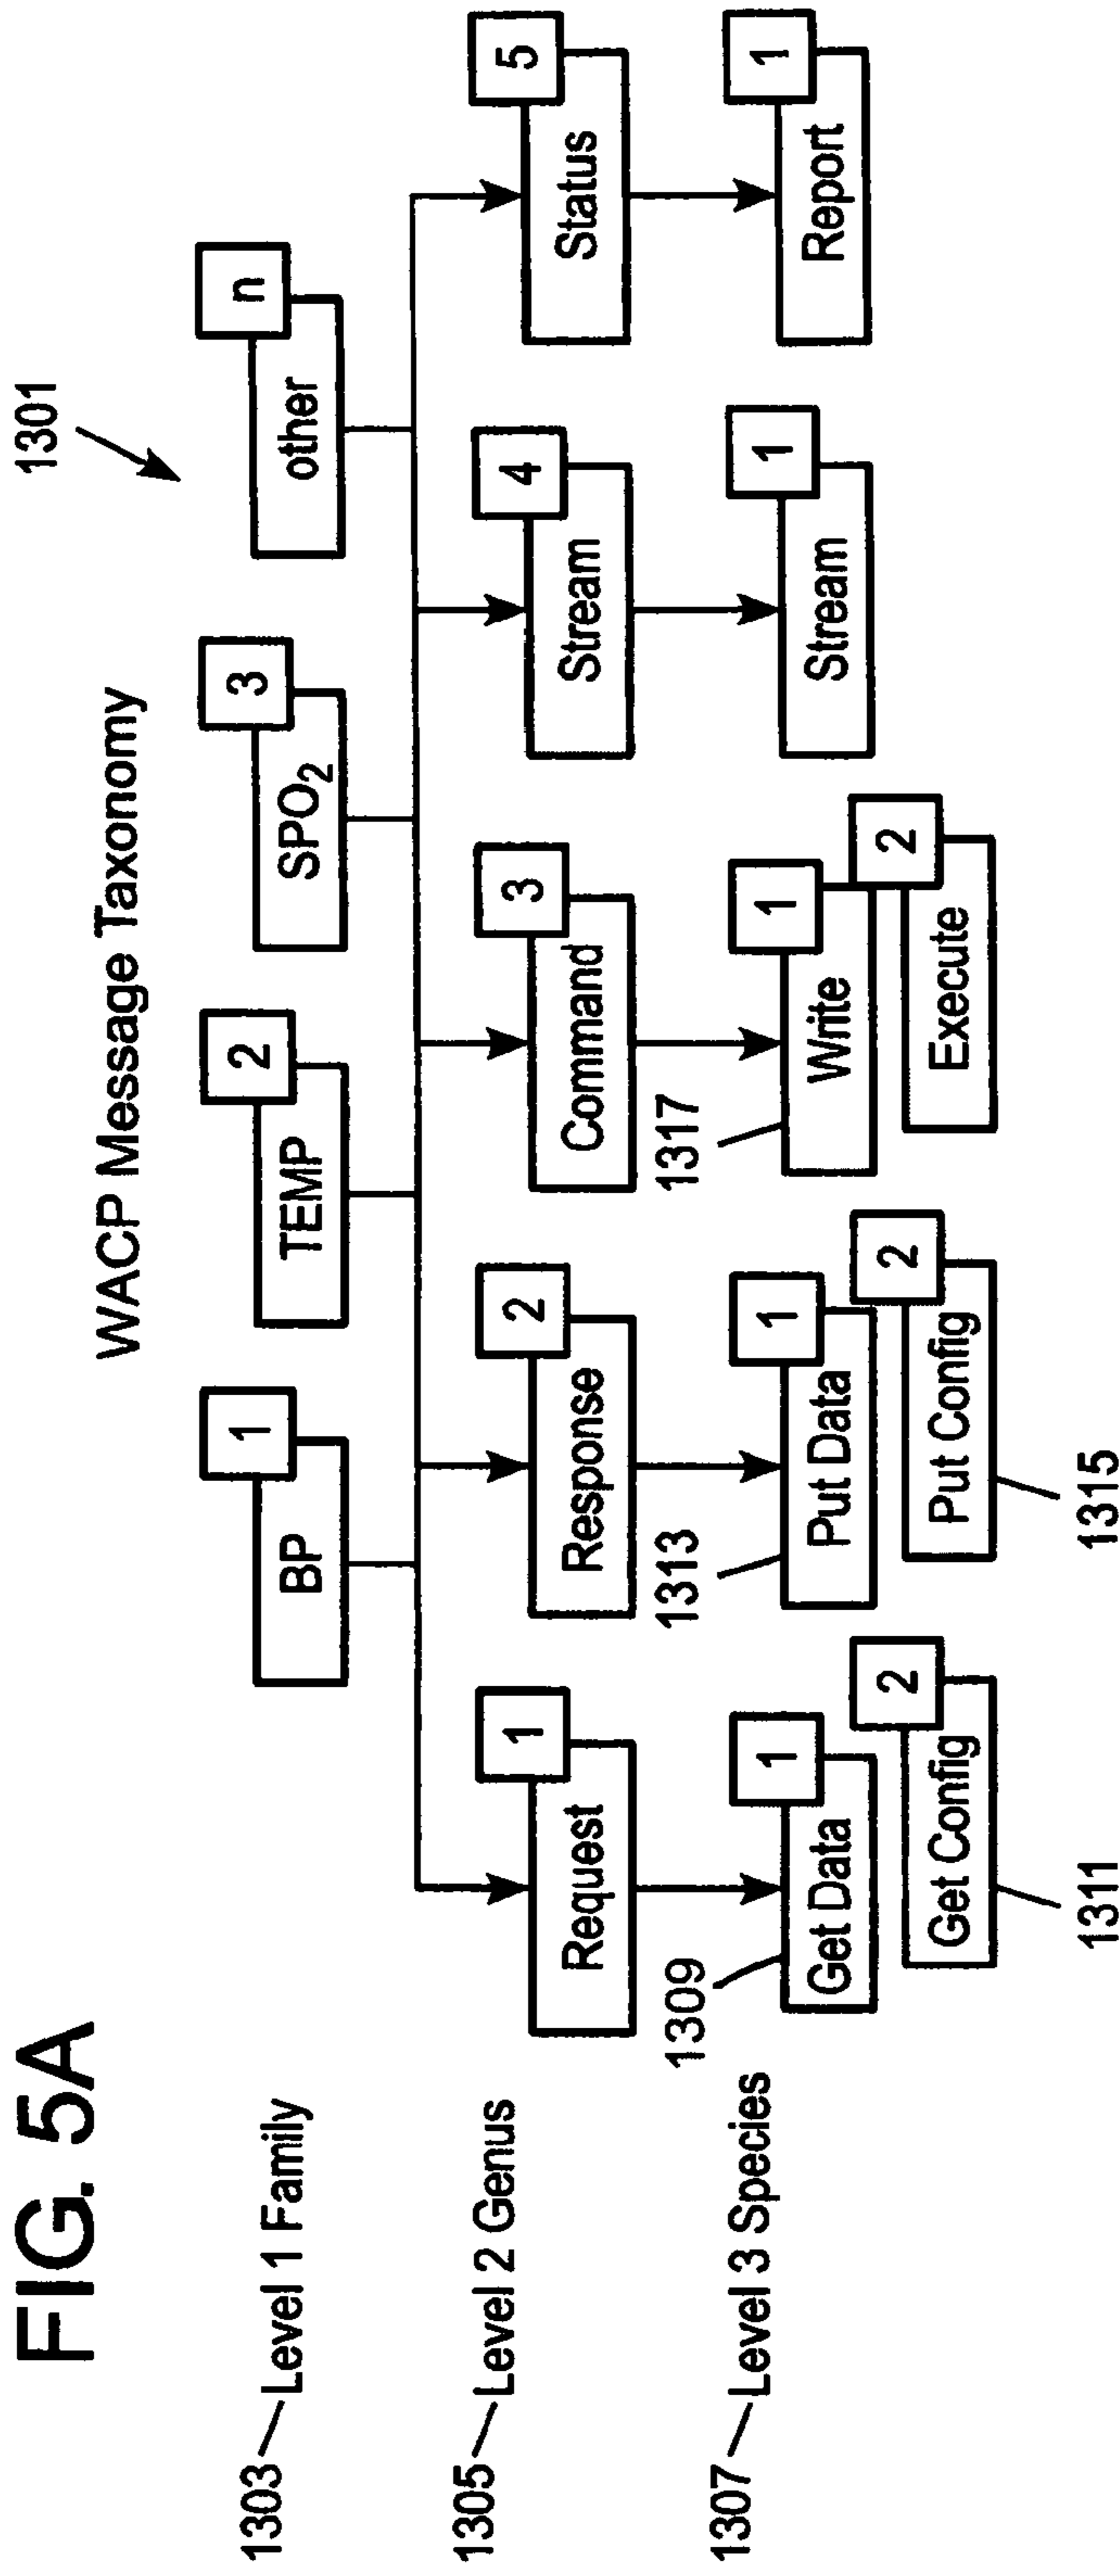 FIG. 5A
WACP Message Taxonomy
1301
1303 Level 1 Family
BP 1
TEMP 2
SPO₂ 3
other n
1305 Level 2 Genus
Request 1
Response 2
Command 3
Stream 4
Status 5
1307 Level 3 Species
1309
Get Data 1
1313
Put Data 1
1317
Write 1
Stream 1
Report 1
Get Config 2
Put Config 2
Execute 2
1311
1315